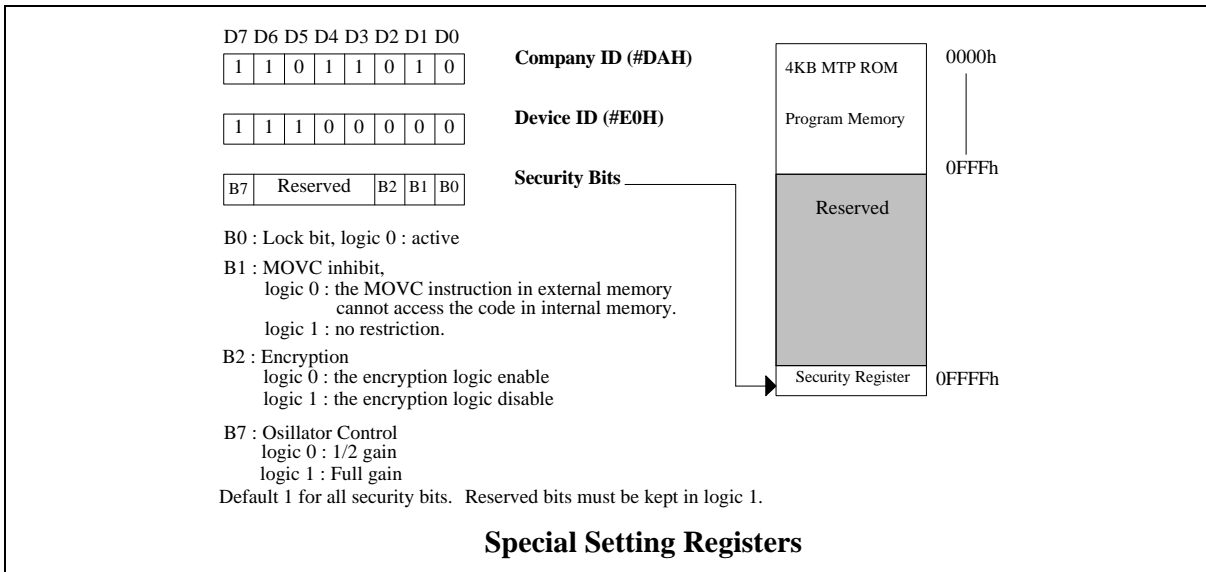 D7 D6 D5 D4 D3 D2 D1 D0
1 1 0 1 1 0 1 0
Company ID (#DAH)
1 1 1 0 0 0 0 0
Device ID (#E0H)
B7 Reserved B2 B1 B0
Security Bits
B0 : Lock bit, logic 0 : active
B1 : MOVC inhibit,
logic 0 : the MOVC instruction in external memory
cannot access the code in internal memory.
logic 1 : no restriction.
B2 : Encryption
logic 0 : the encryption logic enable
logic 1 : the encryption logic disable
B7 : Osillator Control
logic 0 : 1/2 gain
logic 1 : Full gain
Default 1 for all security bits. Reserved bits must be kept in logic 1.
4KB MTP ROM
Program Memory
0000h
0FFFh
Reserved
Security Register
0FFFFh
Special Setting Registers